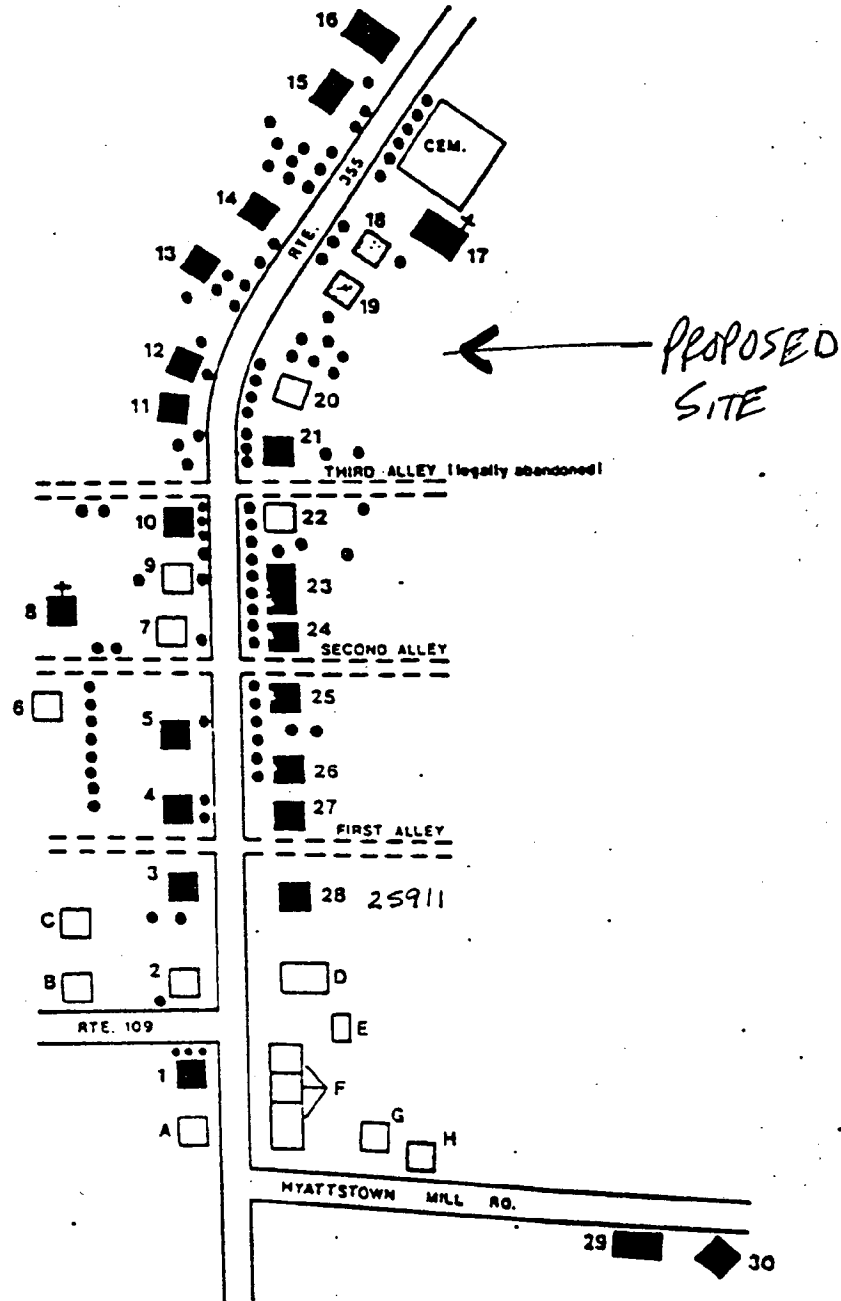 16
15
CEM.
RTE. 355
14
18
17
13
19
12
PROPOSED
SITE
11
20
21
THIRD ALLEY (legally abandoned)
10
22
9
23
8
7
24
SECOND ALLEY
6
25
5
26
4
27
FIRST ALLEY
3
28 25911
C
2
D
B
RTE. 109
E
1
F
A
G
H
HYATTSTOWN MILL RD.
29
30